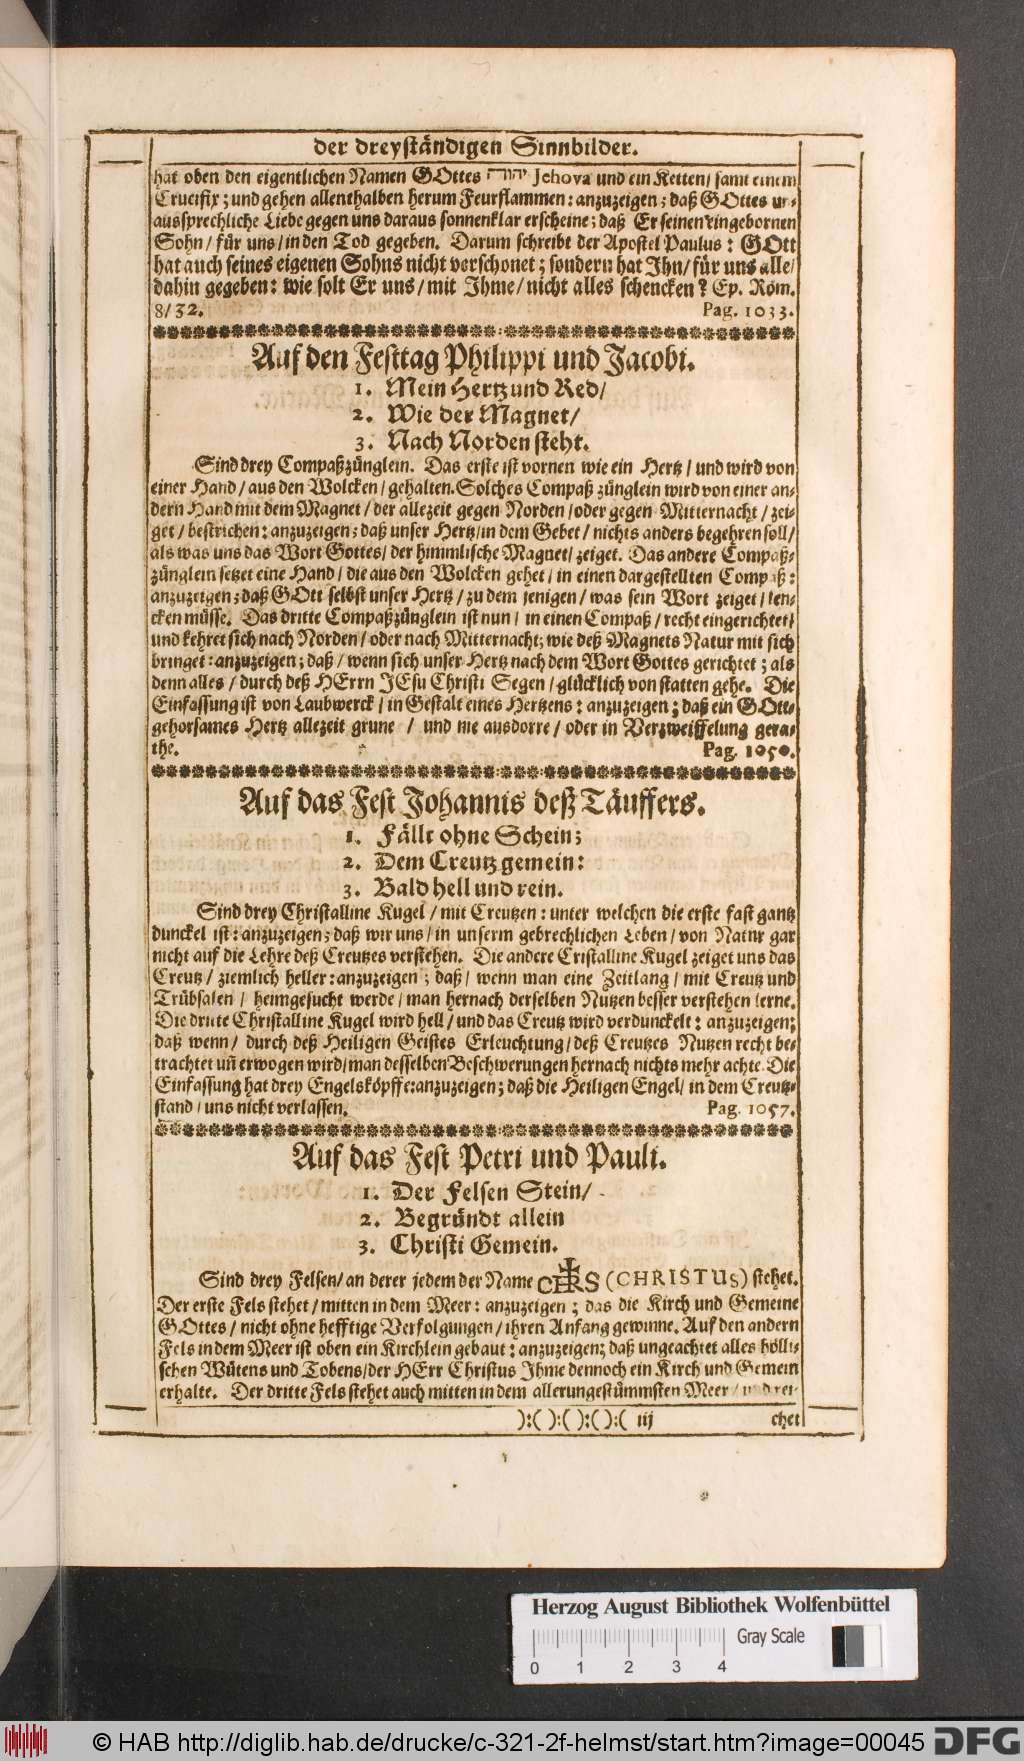 der dreyständigen Sinnbilder.
hat oben den eigentlichen Namen GOttes יהוה Jehova und ein Ketten/ samt einem
Crucifix; und gehen allenthalben herum Feurflammen: anzuzeigen; daß GOttes un-
aussprechliche Liebe gegen uns daraus sonnenklar erscheine; daß Er seinen eingebornen
Sohn/ für uns/ in den Tod gegeben. Darum schreibt der Apostel Paulus: GOtt
hat auch seines eigenen Sohns nicht verschonet; sondern hat Ihn/ für uns alle/
dahin gegeben: wie solt Er uns/ mit Ihme/ nicht alles schencken? Ep. Röm.
8/32. Pag. 1033.
Auf den Festtag Philippi und Jacobi.
1. Mein Hertz und Red/
2. Wie der Magnet/
3. Nach Norden steht.
Sind drey Compaßzünglein. Das erste ist vornen wie ein Hertz/ und wird von
einer Hand/ aus den Wolcken/ gehalten. Solches Compaß zünglein wird von einer an-
dern Hand mit dem Magnet/ der allezeit gegen Norden/ oder gegen Mitternacht/ zei-
get/ bestrichen: anzuzeigen; daß unser Hertz/ in dem Gebet/ nichts anders begehren soll/
als was uns das Wort Gottes/ der himmlische Magnet/ zeiget. Das andere Compaß-
zünglein setzet eine Hand/ die aus den Wolcken gehet/ in einen dargestellten Compaß:
anzuzeigen; daß GOtt selbst unser Hertz/ zu dem jenigen/ was sein Wort zeiget/ len-
cken müsse. Das dritte Compaßzünglein ist nun/ in einen Compaß/ recht eingerichtet/
und kehret sich nach Norden/ oder nach Mitternacht; wie deß Magnets Natur mit sich
bringet: anzuzeigen; daß/ wenn sich unser Hertz nach dem Wort Gottes gerichtet; als
denn alles/ durch deß HErrn JEsu Christi Segen/ glücklich von statten gehe. Die
Einfassung ist von Laubwerck/ in Gestalt eines Hertzens: anzuzeigen; daß ein GOtt-
gehorsames Hertz allezeit grune/ und nie ausdorre/ oder in Verzweiffelung gera-
the. Pag. 1050.
Auf das Fest Johannis deß Täuffers.
1. Fällt ohne Schein;
2. Dem Creutz gemein:
3. Bald hell und rein.
Sind drey Christalline Kugel/ mit Creutzen: unter welchen die erste fast gantz
dunckel ist: anzuzeigen; daß wir uns/ in unserm gebrechlichen Leben/ von Natur gar
nicht auf die Lehre deß Creutzes verstehen. Die andere Cristalline Kugel zeiget uns das
Creutz/ ziemlich heller: anzuzeigen; daß/ wenn man eine Zeitlang/ mit Creutz und
Trübsalen/ heimgesucht werde/ man hernach derselben Nutzen besser verstehen lerne.
Die dritte Christalline Kugel wird hell/ und das Creutz wird verdunckelt: anzuzeigen;
daß wenn/ durch deß Heiligen Geistes Erleuchtung/ deß Creutzes Nutzen recht be-
trachtet uñ erwogen wird/ man desselben Beschwerungen hernach nichts mehr achte. Die
Einfassung hat drey Engelsköpffe: anzuzeigen; daß die Heiligen Engel/ in dem Creutz-
stand/ uns nicht verlassen. Pag. 1057.
Auf das Fest Petri und Pauli.
1. Der Felsen Stein/
2. Begründt allein
3. Christi Gemein.
Sind drey Felsen/ an derer jedem der Name (CHRISTUs) stehet.
Der erste Fels stehet/ mitten in dem Meer: anzuzeigen; das die Kirch und Gemeine
GOttes/ nicht ohne hefftige Verfolgungen/ ihren Anfang gewinne. Auf den andern
Fels in dem Meer ist oben ein Kirchlein gebaut: anzuzeigen; daß ungeachtet alles hölli-
schen Wütens und Tobens/ der HErr Christus Ihme dennoch ein Kirch und Gemein
erhalte. Der dritte Fels stehet auch mitten in dem allerungestümmsten Meer/ und rei-
):( ):( ):( ):( iij chet
Herzog August Bibliothek Wolfenbüttel
Gray Scale
0 1 2 3 4
© HAB http://diglib.hab.de/drucke/c-321-2f-helmst/start.htm?image=00045
DFG